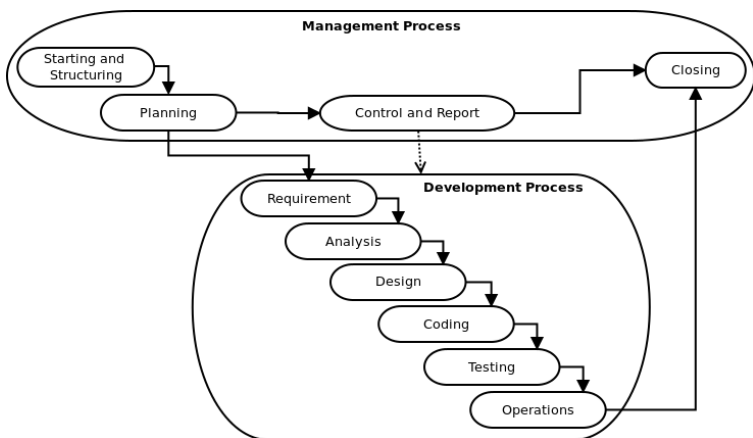 Management Process
Starting and
Structuring
Closing
Planning
Control and Report
Development Process
Requirement
Analysis
Design
Coding
Testing
Operations